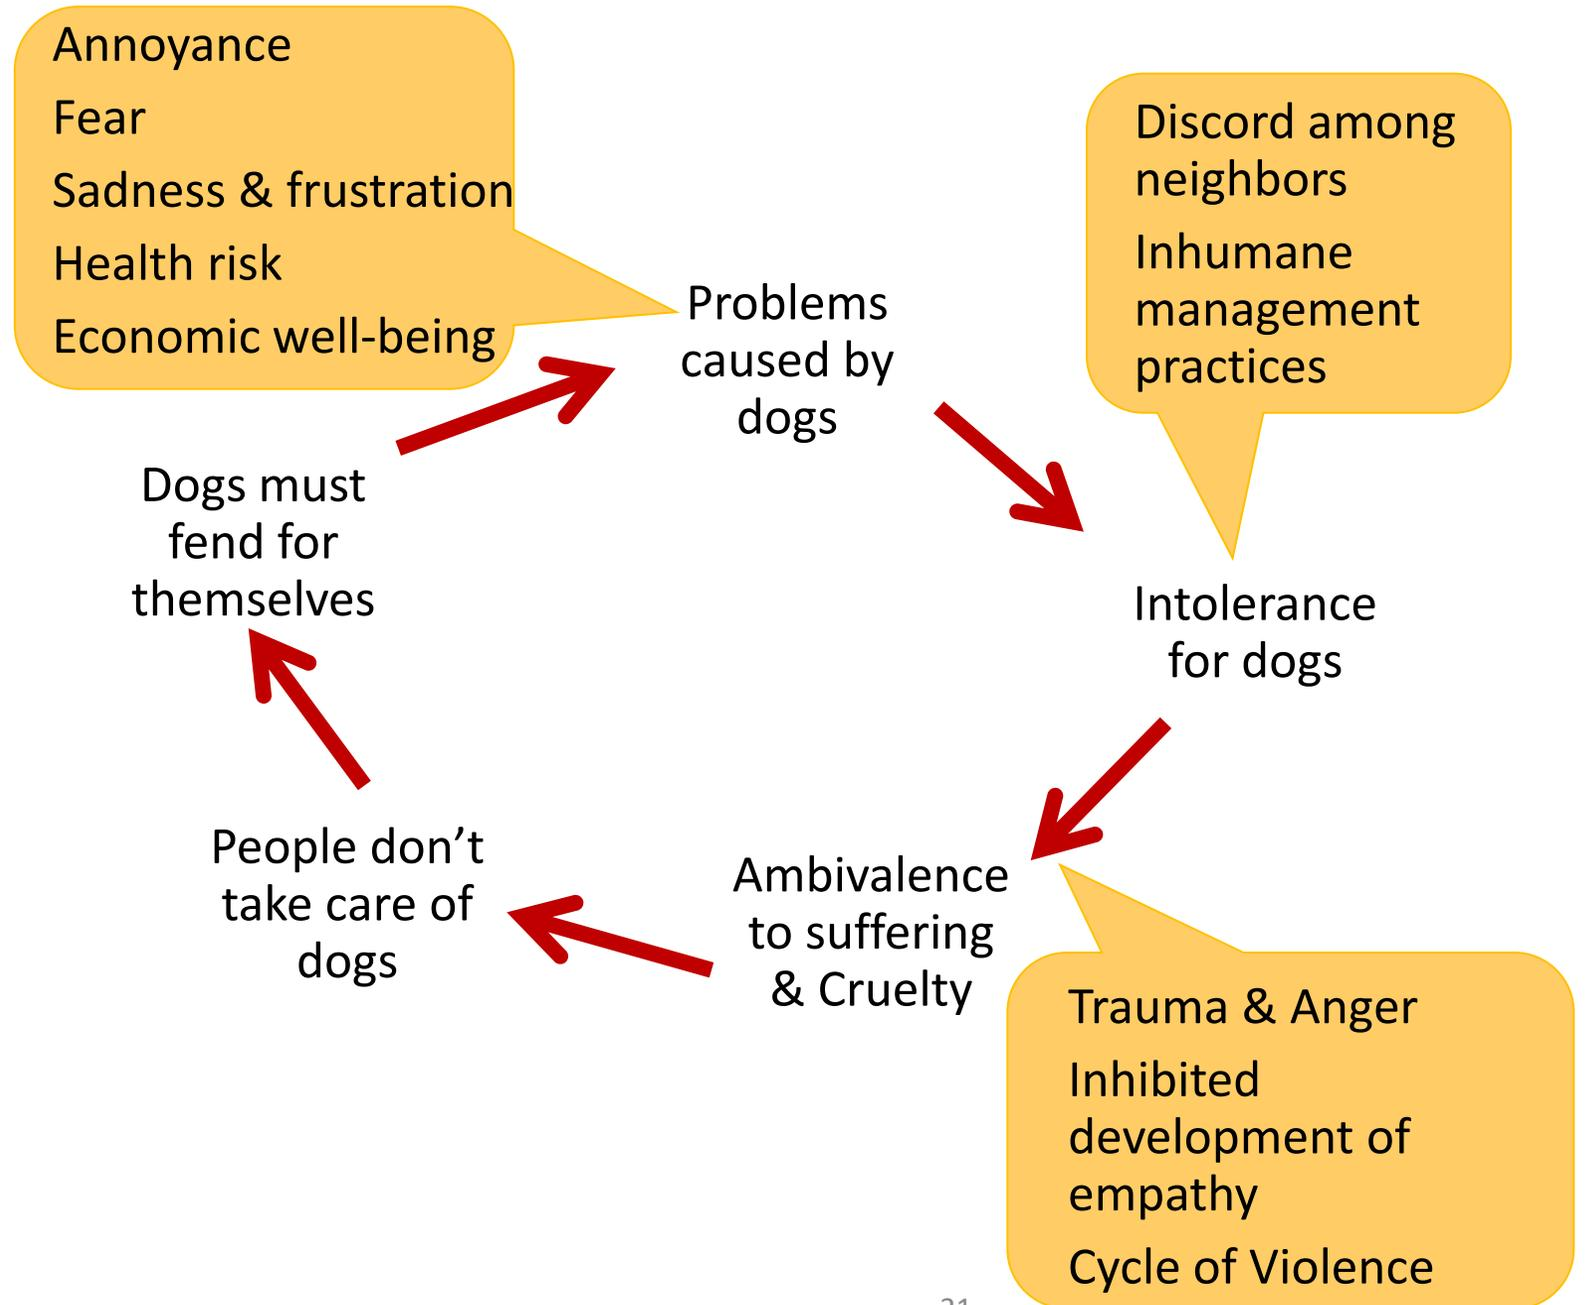 Annoyance
Fear
Sadness & frustration
Health risk
Economic well-being
Discord among
neighbors
Inhumane
management
practices
Problems
caused by
dogs
Intolerance
for dogs
Ambivalence
to suffering
& Cruelty
Trauma & Anger
Inhibited
development of
empathy
Cycle of Violence
People don’t
take care of
dogs
Dogs must
fend for
themselves